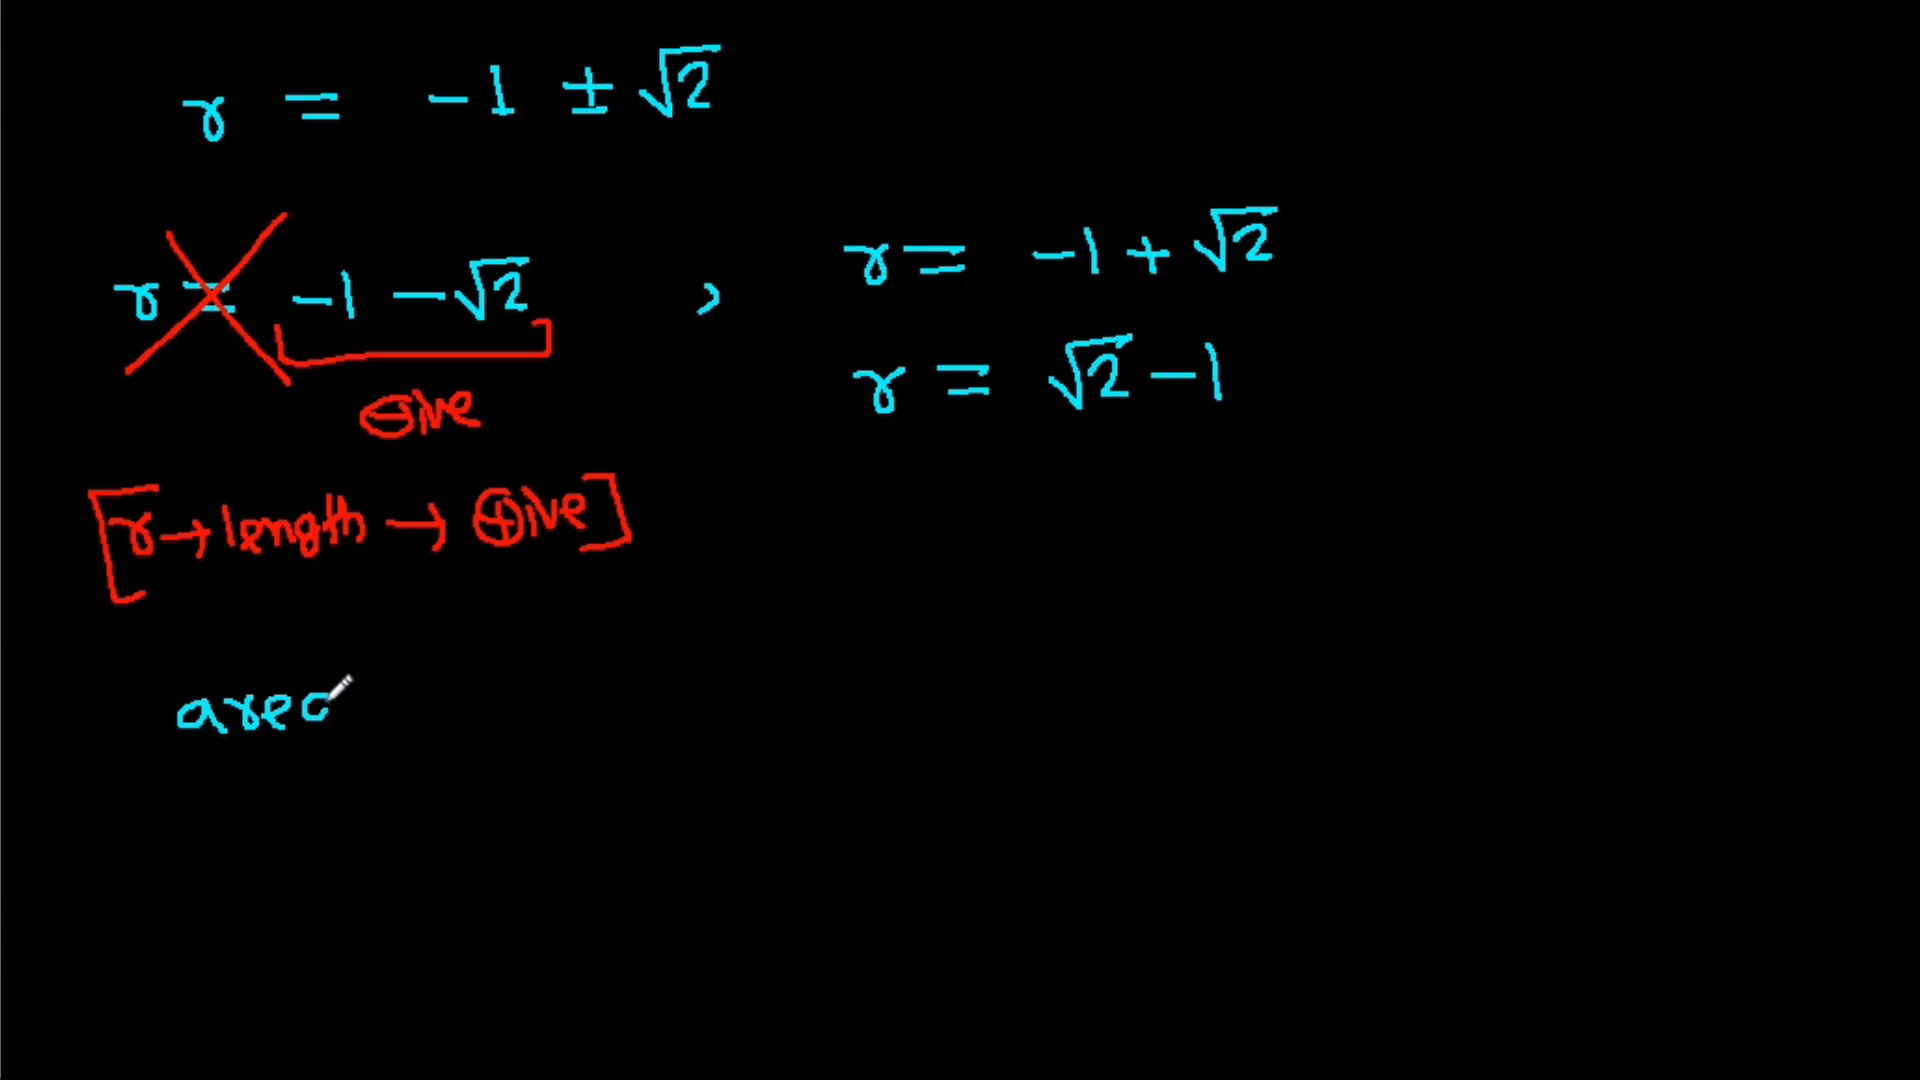 r = -1 ± √2
r = -1 - √2 , r = -1 + √2
⊖ive
r = √2 - 1
[r → length → ⊕ive]
area